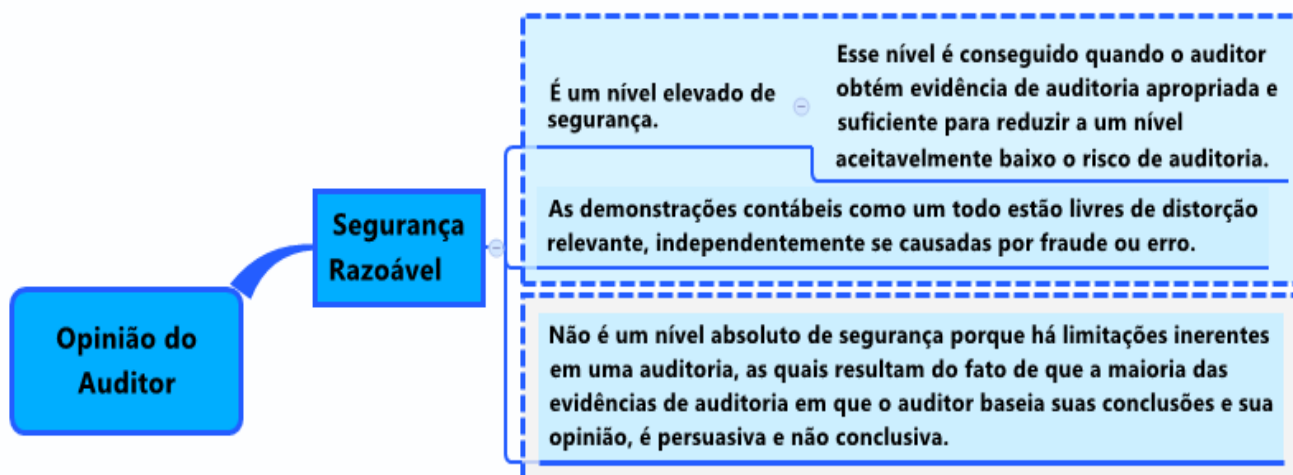 Opinião do
Auditor
Segurança
Razoável
É um nível elevado de
segurança.
Esse nível é conseguido quando o auditor
obtém evidência de auditoria apropriada e
suficiente para reduzir a um nível
aceitavelmente baixo o risco de auditoria.
As demonstrações contábeis como um todo estão livres de distorção
relevante, independentemente se causadas por fraude ou erro.
Não é um nível absoluto de segurança porque há limitações inerentes
em uma auditoria, as quais resultam do fato de que a maioria das
evidências de auditoria em que o auditor baseia suas conclusões e sua
opinião, é persuasiva e não conclusiva.